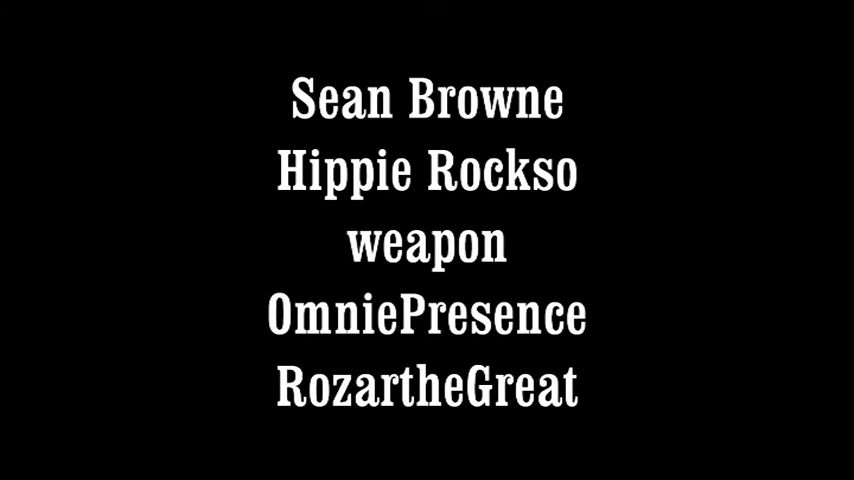 Sean Browne
Hippie Rockso
weapon
OmniePresence
RozartheGreat